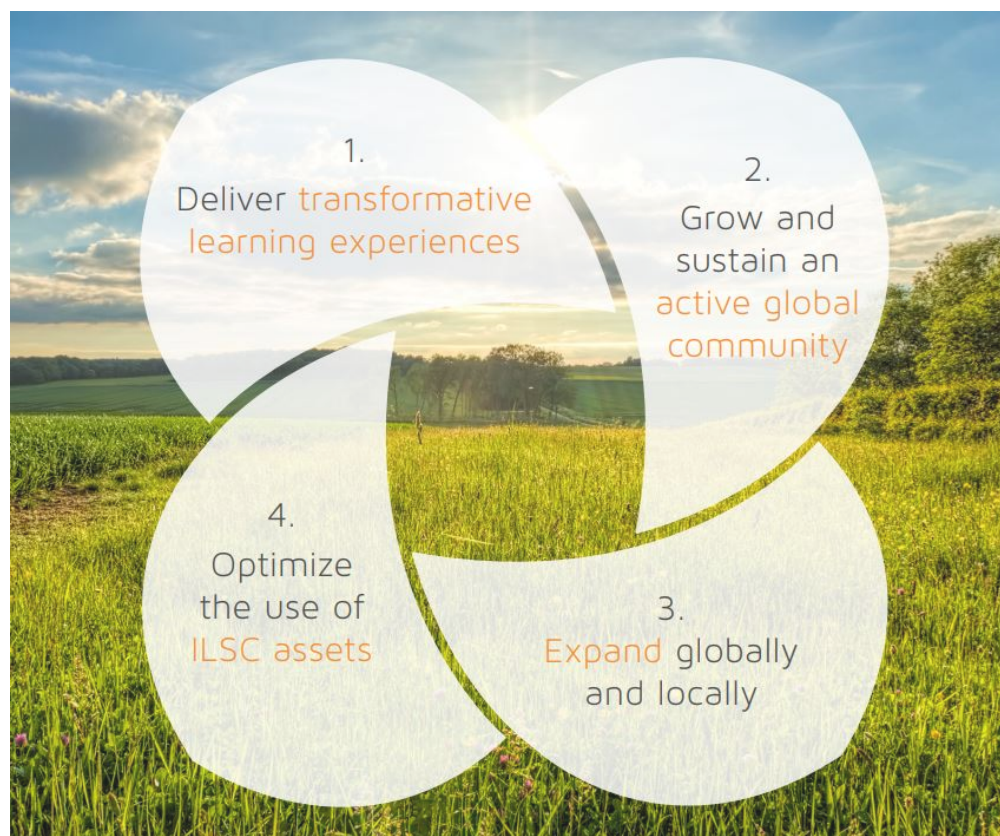 1.
Deliver transformative
learning experiences
2.
Grow and
sustain an
active global
community
3.
Expand globally
and locally
4.
Optimize
the use of
ILSC assets